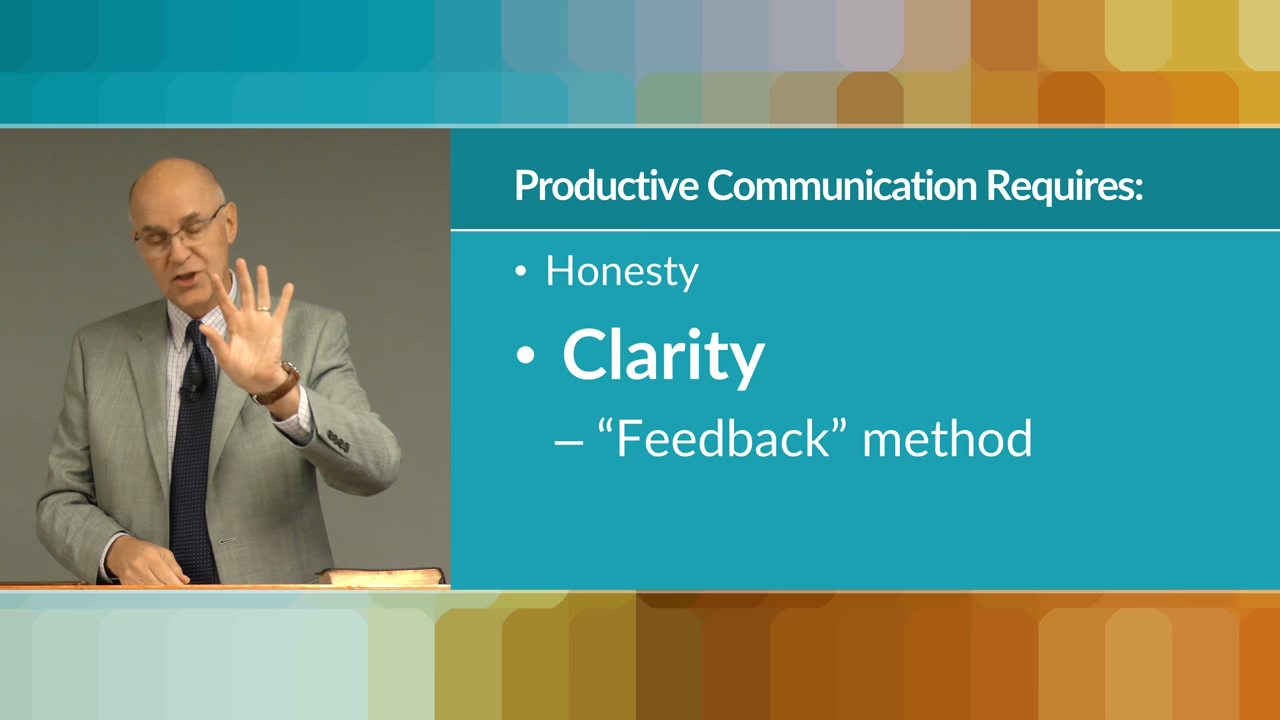 Productive Communication Requires:
• Honesty
• Clarity
– “Feedback” method